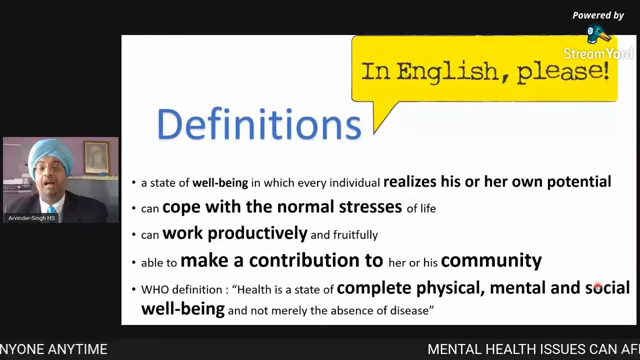 Powered by
StreamYard
In English, please!
Definitions
• a state of well-being in which every individual realizes his or her own potential
• can cope with the normal stresses of life
• can work productively and fruitfully
• able to make a contribution to her or his community
• WHO definition : “Health is a state of complete physical, mental and social
well-being and not merely the absence of disease”
Arvinder-Singh HS
NYONE ANYTIME
MENTAL HEALTH ISSUES CAN AF